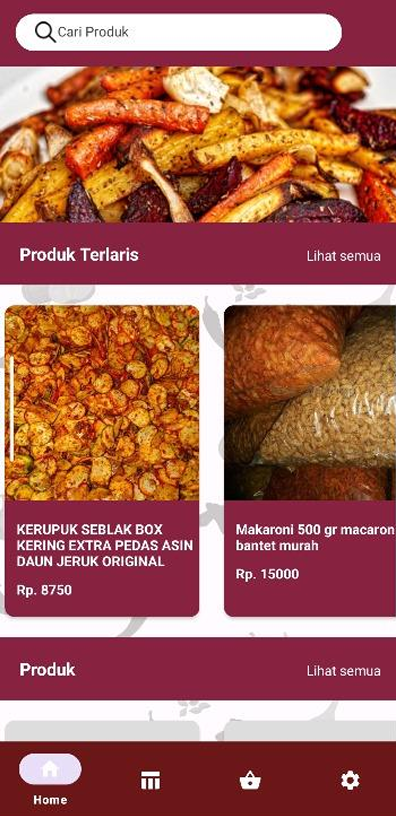 Cari Produk
Produk Terlaris
Lihat semua
KERUPUK SEBLAK BOX
KERING EXTRA PEDAS ASIN
DAUN JERUK ORIGINAL
Rp. 8750
Makaroni 500 gr macaron
bantet murah
Rp. 15000
Produk
Lihat semua
Home